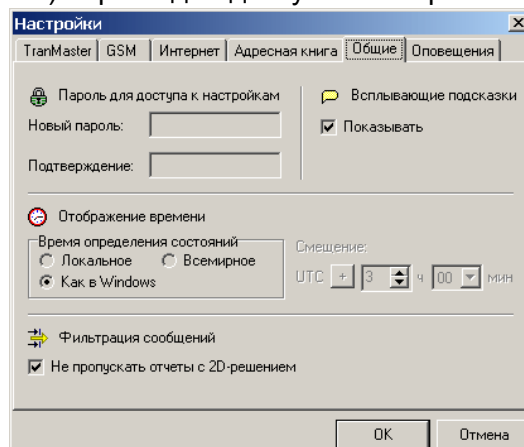 Настройки
TranMaster GSM Интернет Адресная книга Общие Оповещения
Пароль для доступа к настройкам
Новый пароль:
Подтверждение:
Всплывающие подсказки
Показывать
Отображение времени
Время определения состояний
Локальное Всемирное
Как в Windows
Смещение:
UTC + 3 ч 00 мин
Фильтрация сообщений
Не пропускать отчеты с 2D-решением
OK Отмена